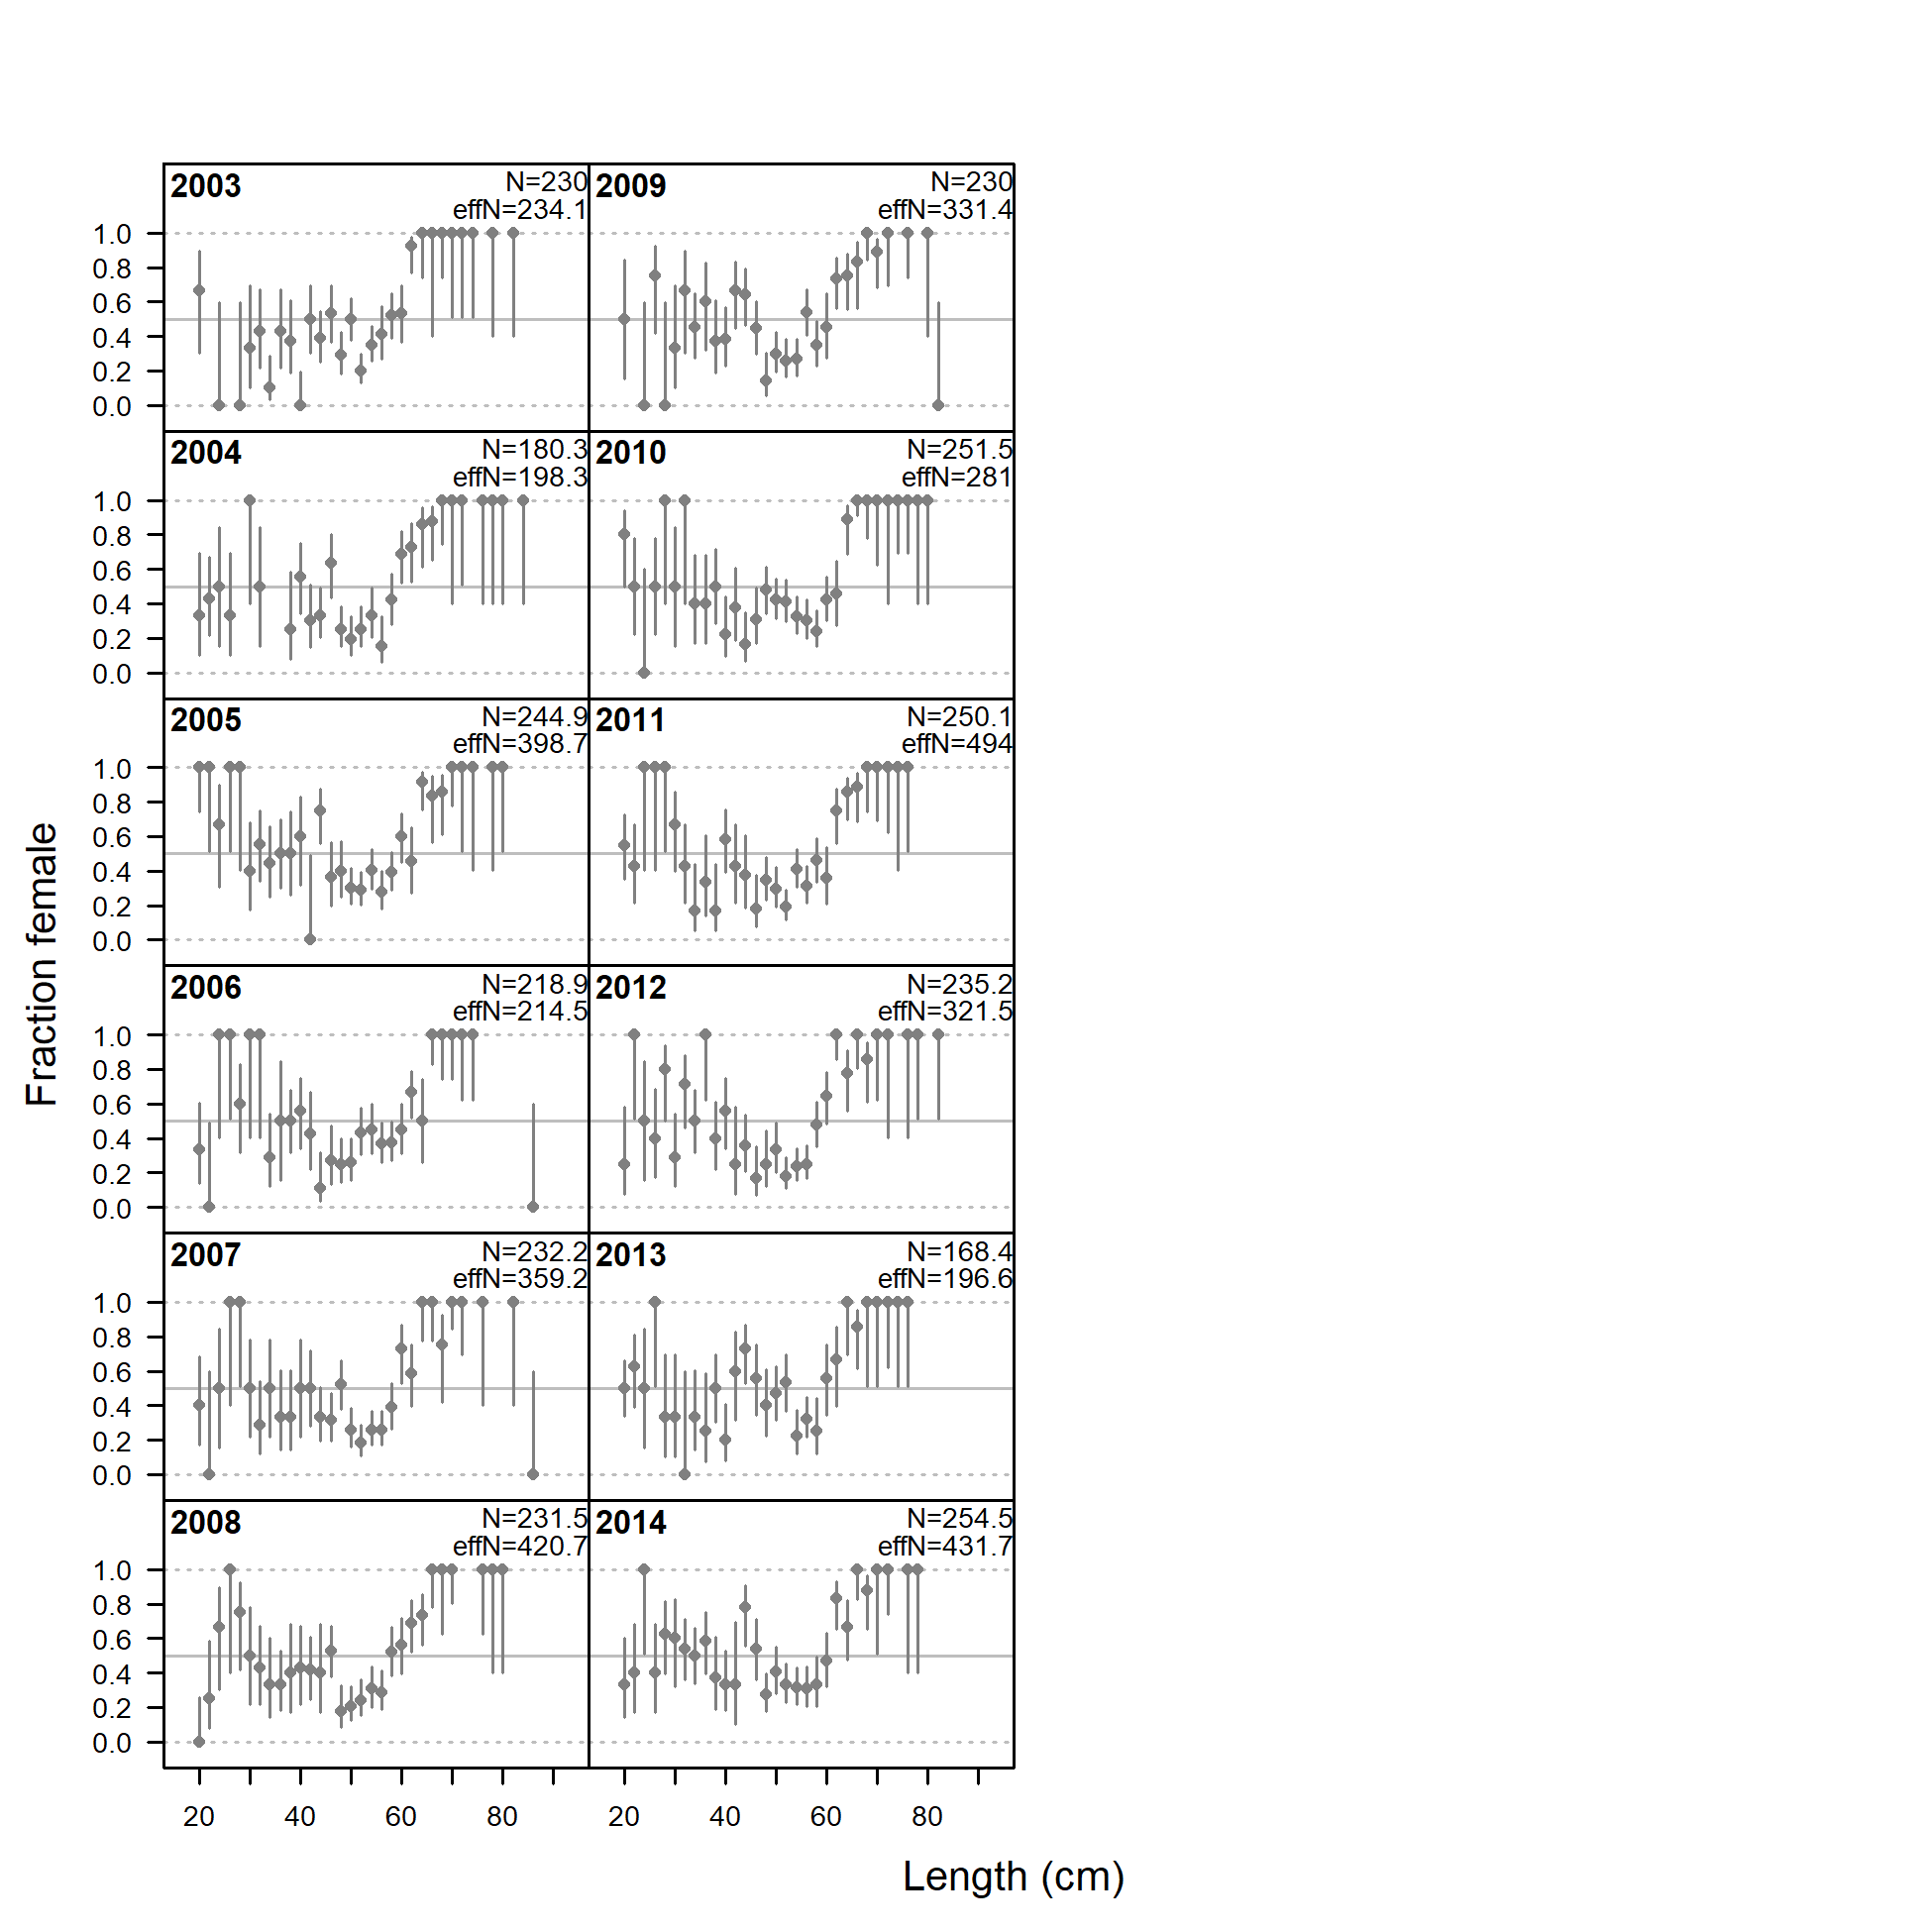 2003
N=230
effN=234.1
1.0
0.8
0.6
0.4
0.2
0.0
2009
N=230
effN=331.4
2004
N=180.3
effN=198.3
1.0
0.8
0.6
0.4
0.2
0.0
2010
N=251.5
effN=281
2005
N=244.9
effN=398.7
1.0
0.8
0.6
0.4
0.2
0.0
2011
N=250.1
effN=494
2006
N=218.9
effN=214.5
1.0
0.8
0.6
0.4
0.2
0.0
2012
N=235.2
effN=321.5
2007
N=232.2
effN=359.2
1.0
0.8
0.6
0.4
0.2
0.0
2013
N=168.4
effN=196.6
2008
N=231.5
effN=420.7
1.0
0.8
0.6
0.4
0.2
0.0
2014
N=254.5
effN=431.7
20 40 60 80
20 40 60 80
Fraction female
Length (cm)